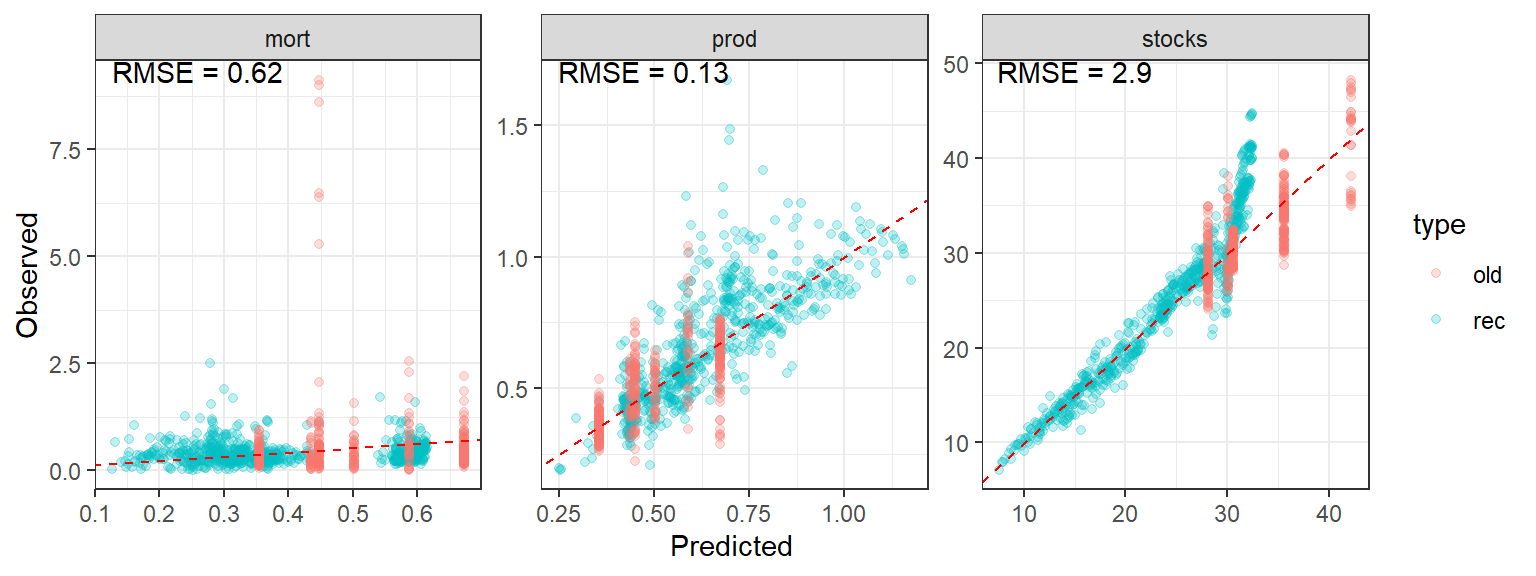 mort prod stocks
RMSE = 0.62 RMSE = 0.13 RMSE = 2.9
Observed
7.5
5.0
2.5
0.0
0.1 0.2 0.3 0.4 0.5 0.6
1.5
1.0
0.5
0.25 0.50 0.75 1.00
50
40
30
20
10
10 20 30 40
Predicted
type
old
rec